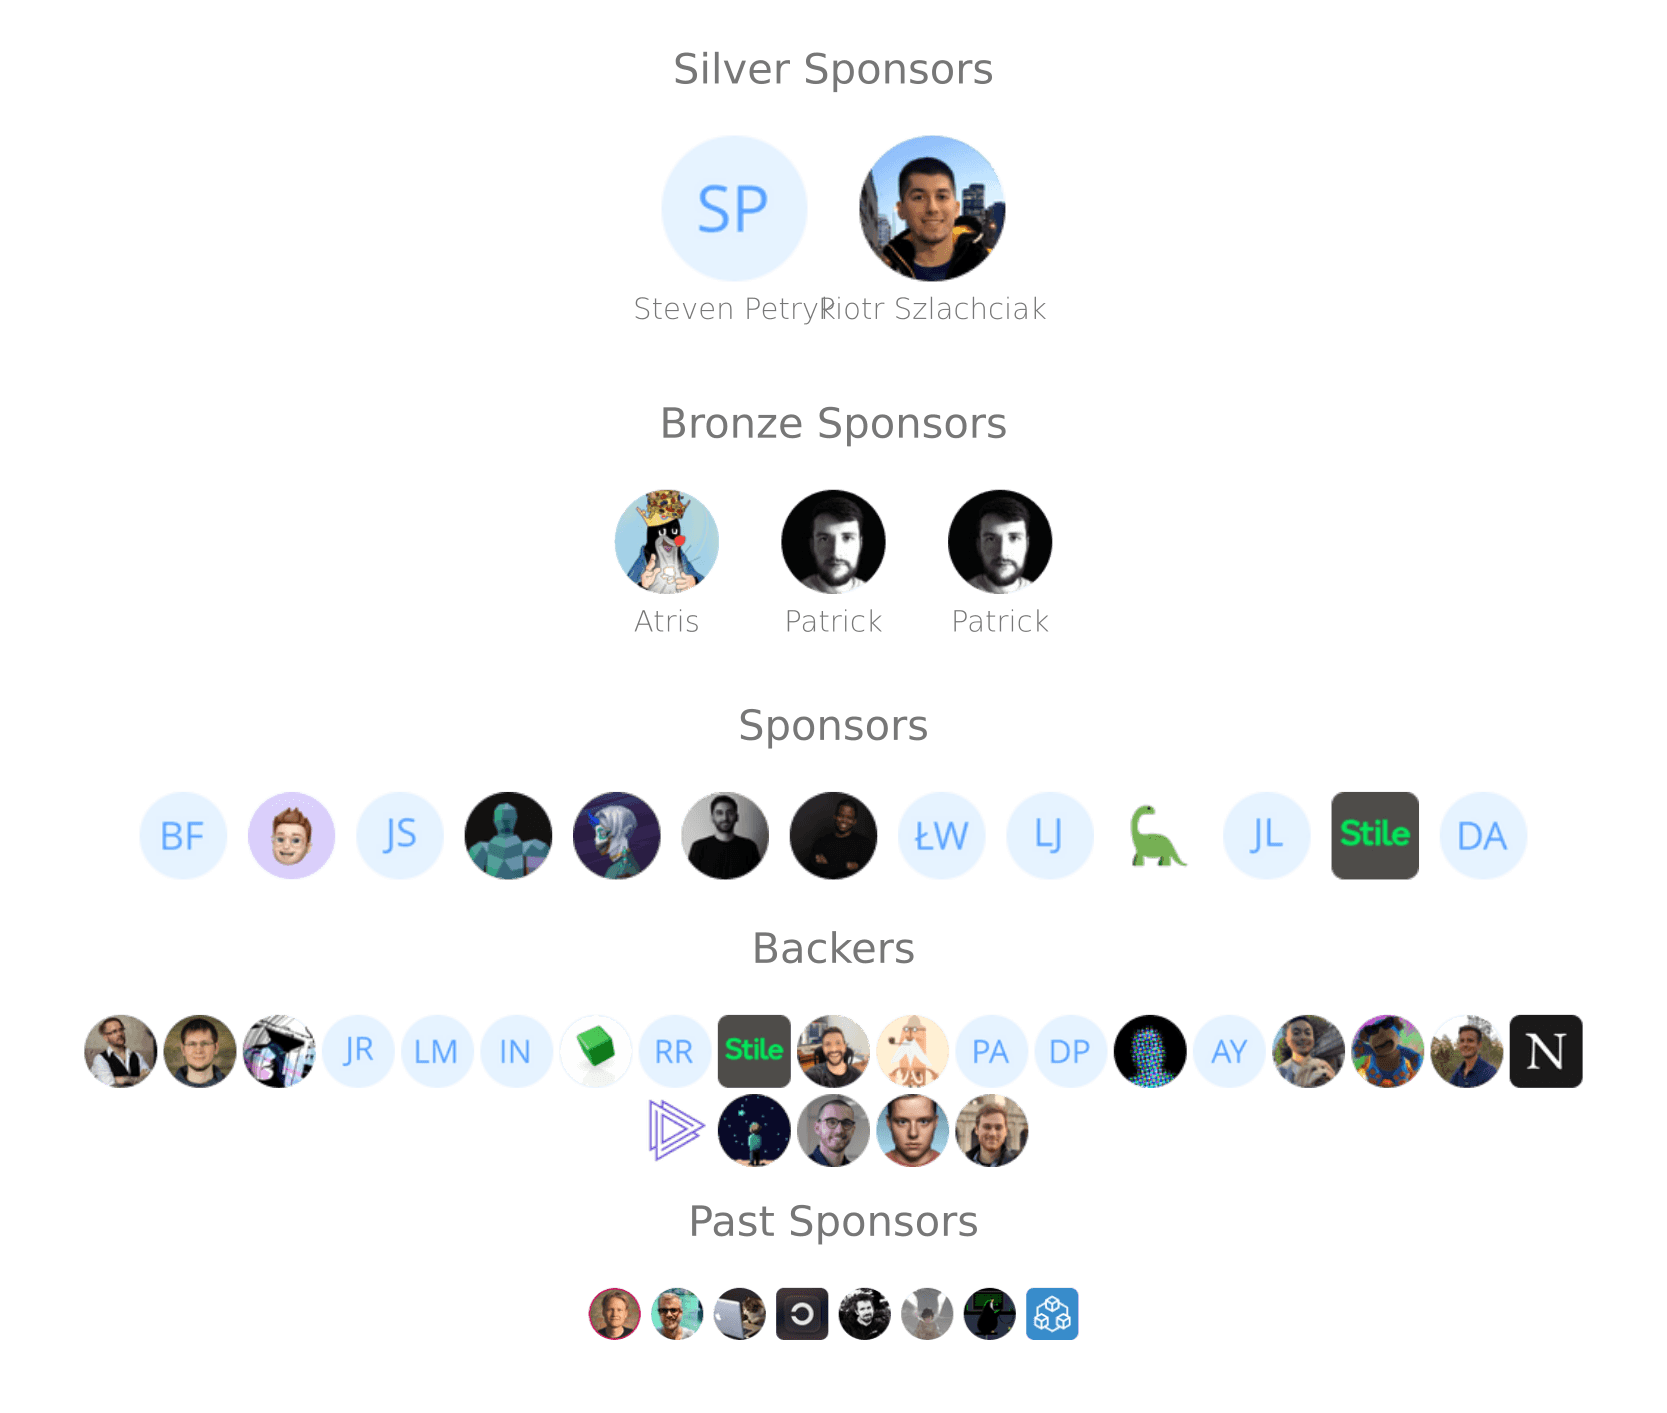 Silver Sponsors
SP
Steven Petryk Piotr Szlachciak
Bronze Sponsors
Atris Patrick Patrick
Sponsors
BF JS ŁW LJ JL Stile DA
Backers
JR LM IN RR Stile PA DP AY N
Past Sponsors